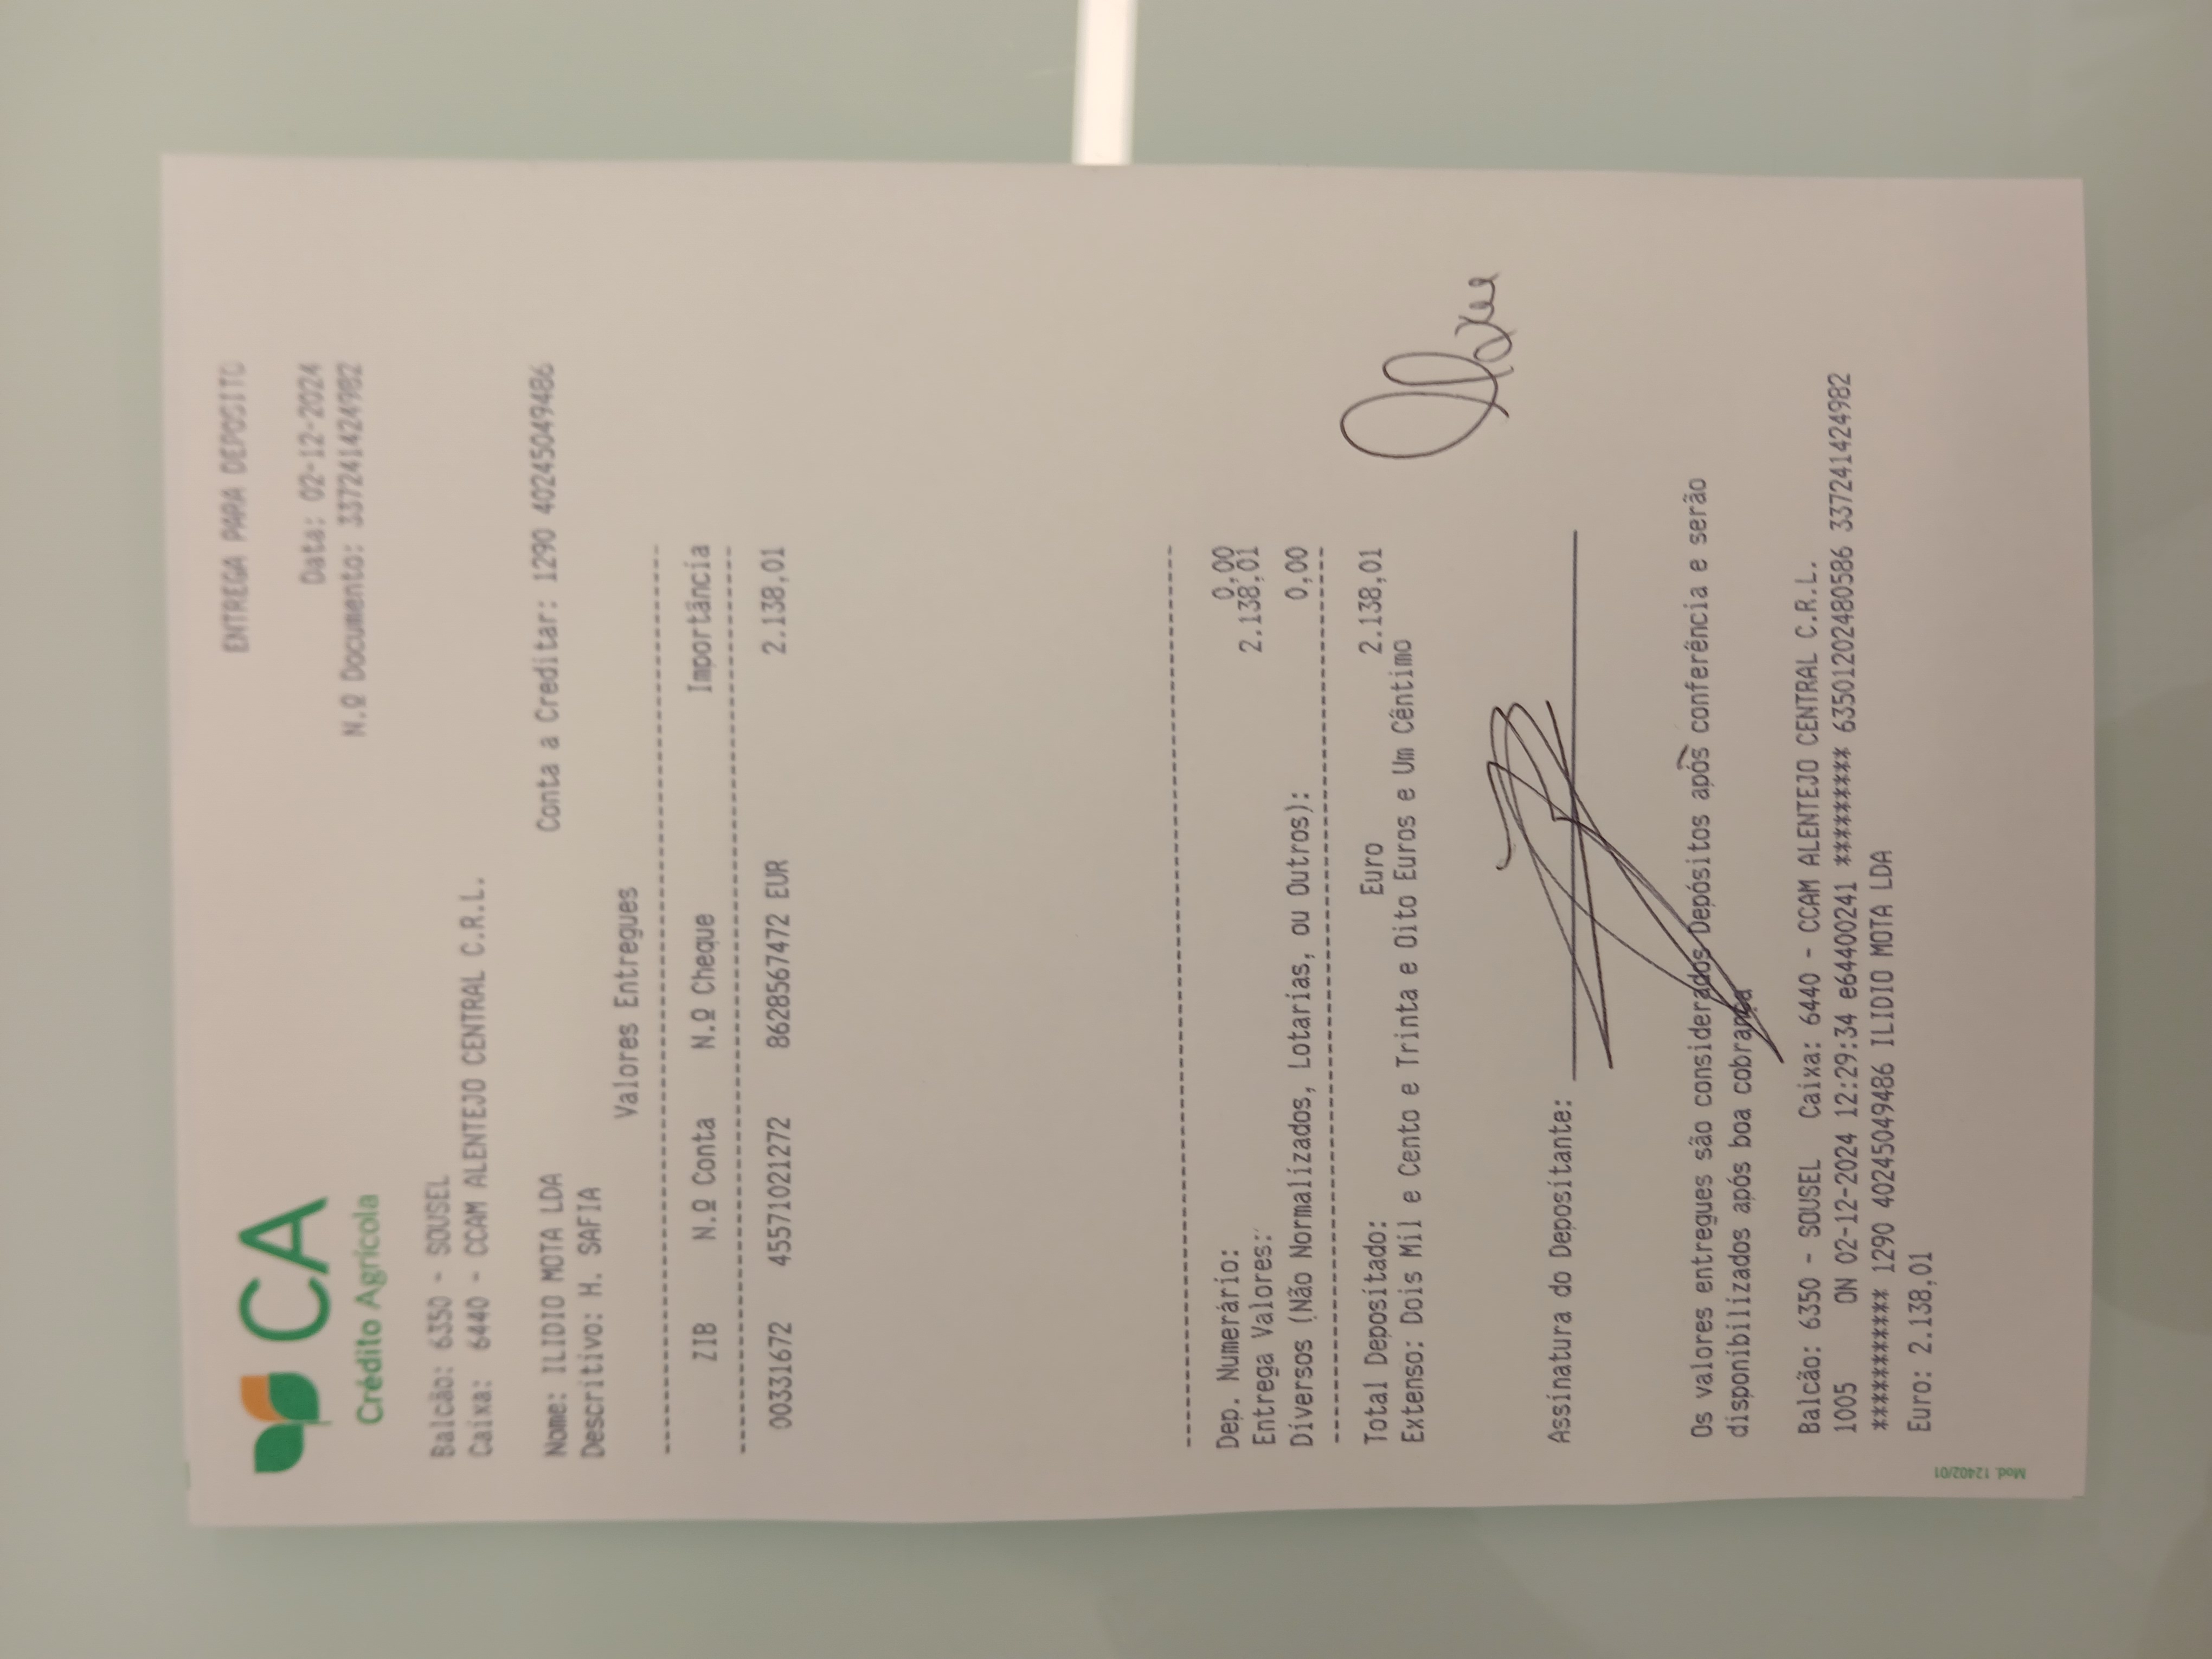 CA
Crédito Agrícola
ENTREGA PARA DEPOSITO
Data: 02-12-2024
N.º Documento: 33724141424982
Balcão: 6350 - SOUSEL
Caixa: 6440 - CCAM ALENTEJO CENTRAL C.R.L.
Nome: ILIDIO MOTA LDA Conta a Creditar: 1290 40245049486
Descritivo: H. SAFIA
Valores Entregues
--------------------------------------------------------------------------------
ZIB N.º Conta N.º Cheque Importância
--------------------------------------------------------------------------------
00331672 45571021272 8628567472 EUR 2.138,01
--------------------------------------------------------------------------------
Dep. Numerário: 0,00
Entrega Valores: 2.138,01
Diversos (Não Normalizados, Lotarias, ou Outros): 0,00
--------------------------------------------------------------------------------
Total Depositado: Euro 2.138,01
Extenso: Dois Mil e Cento e Trinta e Oito Euros e Um Cêntimo
Assinatura do Depositante:
Os valores entregues são considerados Depósitos após conferência e serão
disponibilizados após boa cobrança
Balcão: 6350 - SOUSEL Caixa: 6440 - CCAM ALENTEJO CENTRAL C.R.L.
1005 ON 02-12-2024 12:29:34 e64400241 ********* 6350120240480586 33724141424982
*********** 1290 40245049486 ILIDIO MOTA LDA
Euro: 2.138,01
Mod. 12402/01